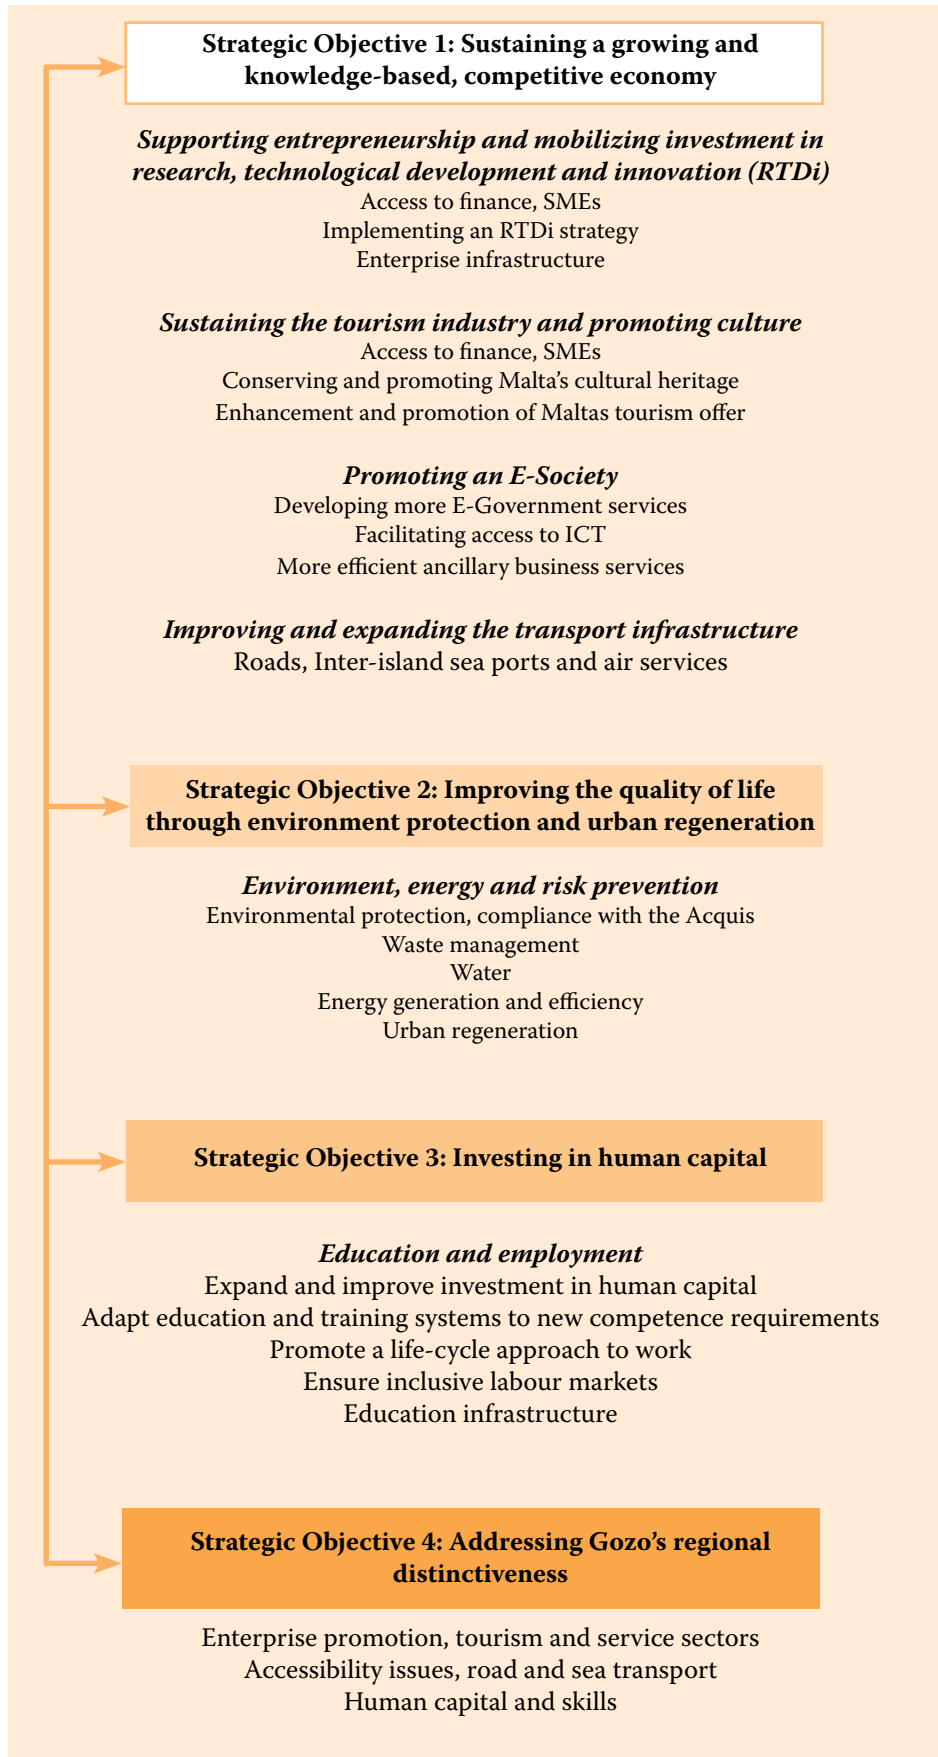 Strategic Objective 1: Sustaining a growing and
knowledge-based, competitive economy
Supporting entrepreneurship and mobilizing investment in
research, technological development and innovation (RTDi)
Access to finance, SMEs
Implementing an RTDi strategy
Enterprise infrastructure
Sustaining the tourism industry and promoting culture
Access to finance, SMEs
Conserving and promoting Malta’s cultural heritage
Enhancement and promotion of Maltas tourism offer
Promoting an E-Society
Developing more E-Government services
Facilitating access to ICT
More efficient ancillary business services
Improving and expanding the transport infrastructure
Roads, Inter-island sea ports and air services
Strategic Objective 2: Improving the quality of life
through environment protection and urban regeneration
Environment, energy and risk prevention
Environmental protection, compliance with the Acquis
Waste management
Water
Energy generation and efficiency
Urban regeneration
Strategic Objective 3: Investing in human capital
Education and employment
Expand and improve investment in human capital
Adapt education and training systems to new competence requirements
Promote a life-cycle approach to work
Ensure inclusive labour markets
Education infrastructure
Strategic Objective 4: Addressing Gozo’s regional
distinctiveness
Enterprise promotion, tourism and service sectors
Accessibility issues, road and sea transport
Human capital and skills